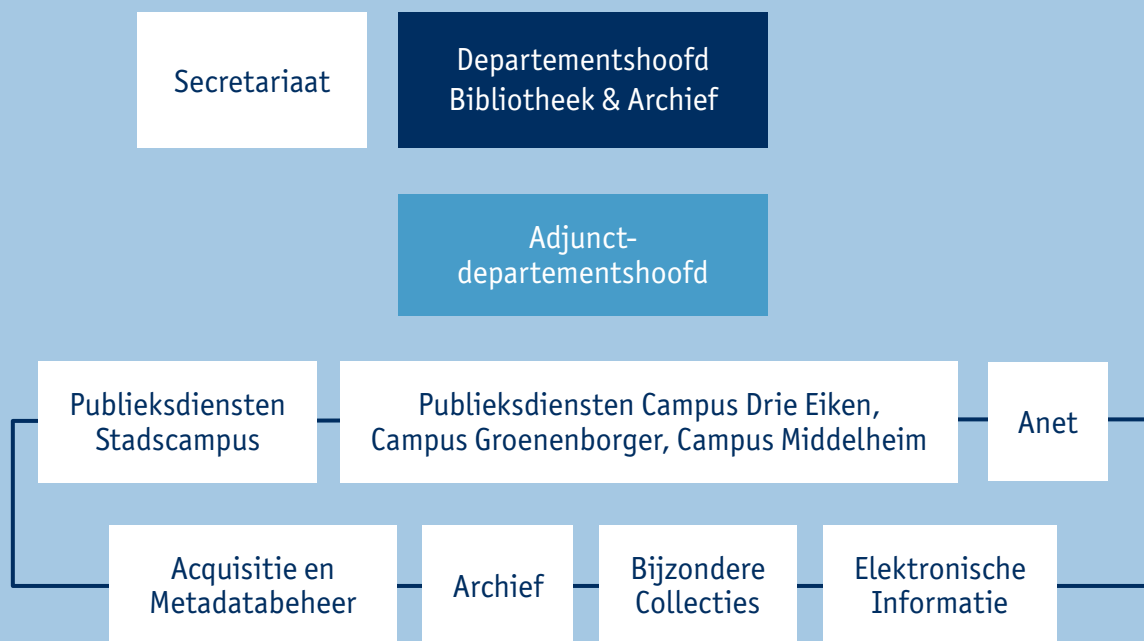 Secretariaat
Departementshoofd
Bibliotheek & Archief
Adjunct-
departementshoofd
Publieksdiensten
Stadscampus
Publieksdiensten Campus Drie Eiken,
Campus Groenenborger, Campus Middelheim
Anet
Acquisitie en
Metadatabeheer
Archief
Bijzondere
Collecties
Elektronische
Informatie